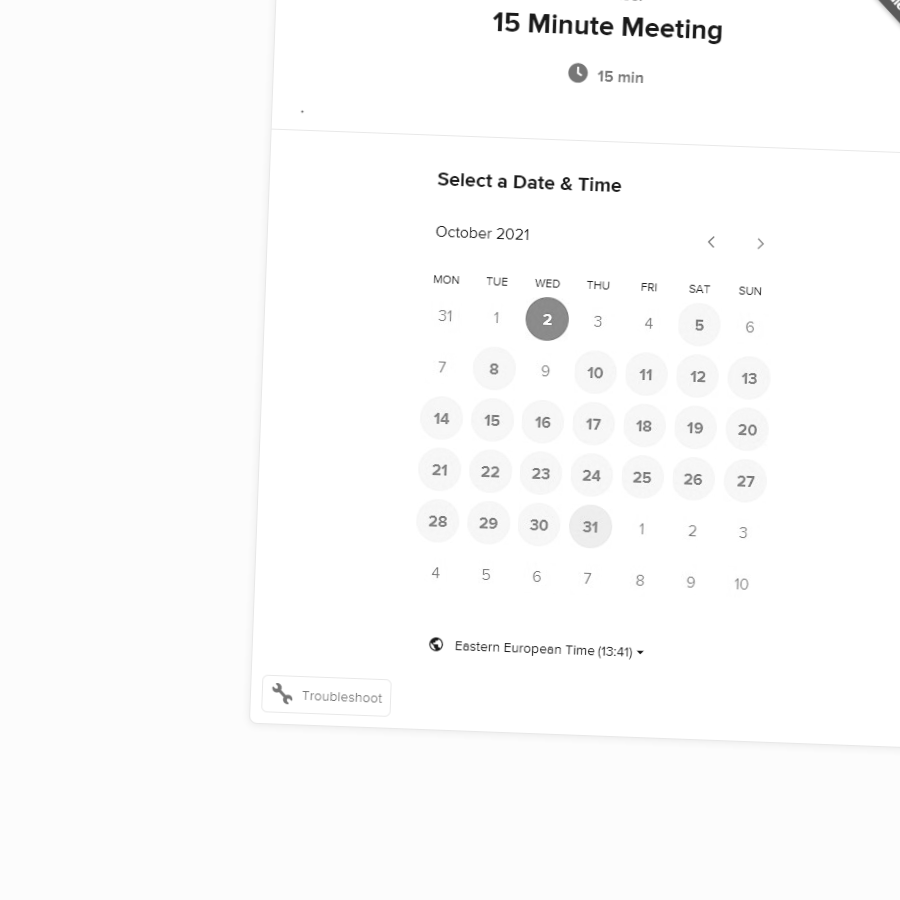 15 Minute Meeting
15 min
Select a Date & Time
October 2021
MON TUE WED THU FRI SAT SUN
31 1 2 3 4 5 6
7 8 9 10 11 12 13
14 15 16 17 18 19 20
21 22 23 24 25 26 27
28 29 30 31 1 2 3
4 5 6 7 8 9 10
Eastern European Time (13:41)
Troubleshoot